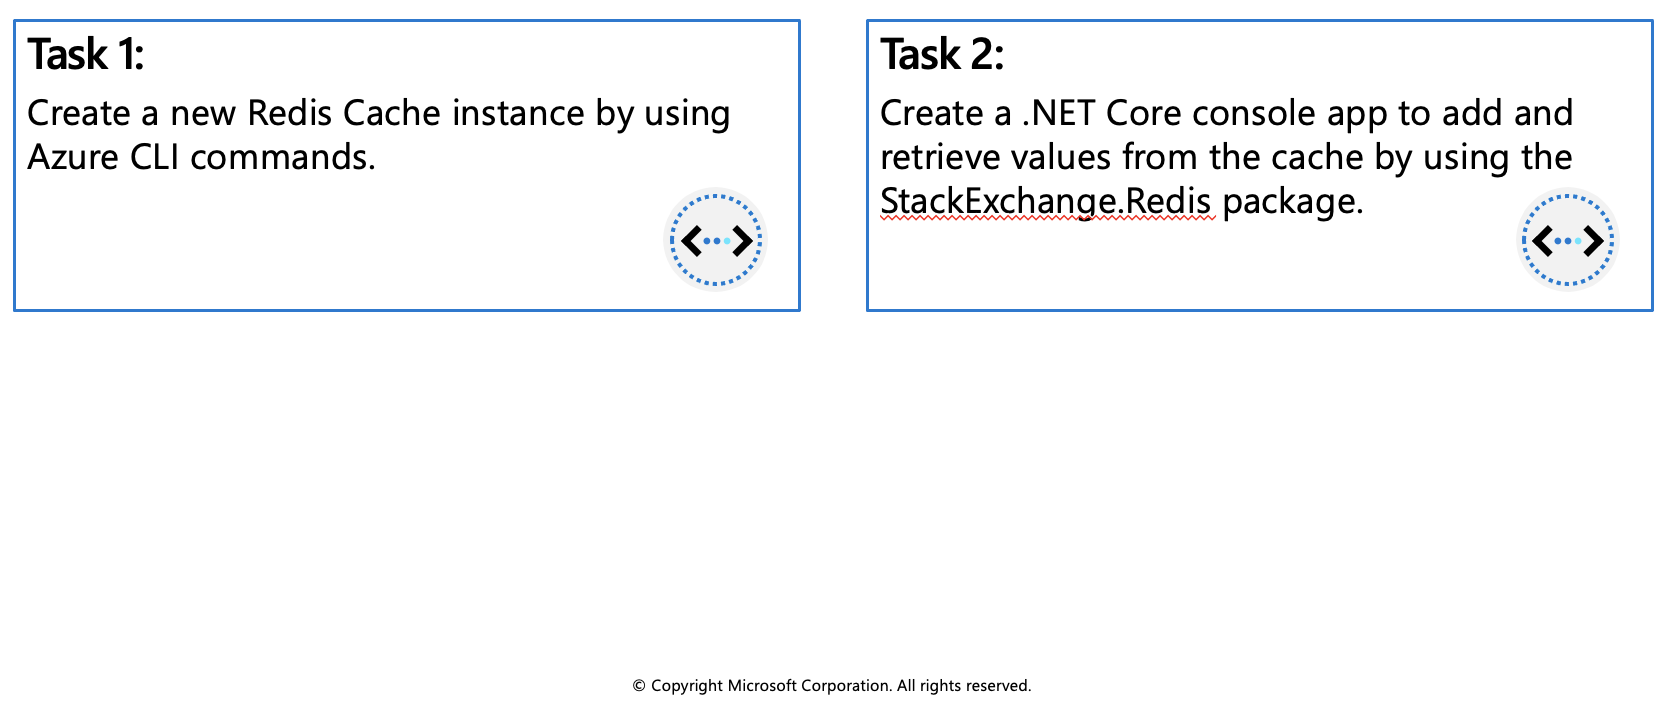 Task 1:
Create a new Redis Cache instance by using
Azure CLI commands.
Task 2:
Create a .NET Core console app to add and
retrieve values from the cache by using the
StackExchange.Redis package.
© Copyright Microsoft Corporation. All rights reserved.